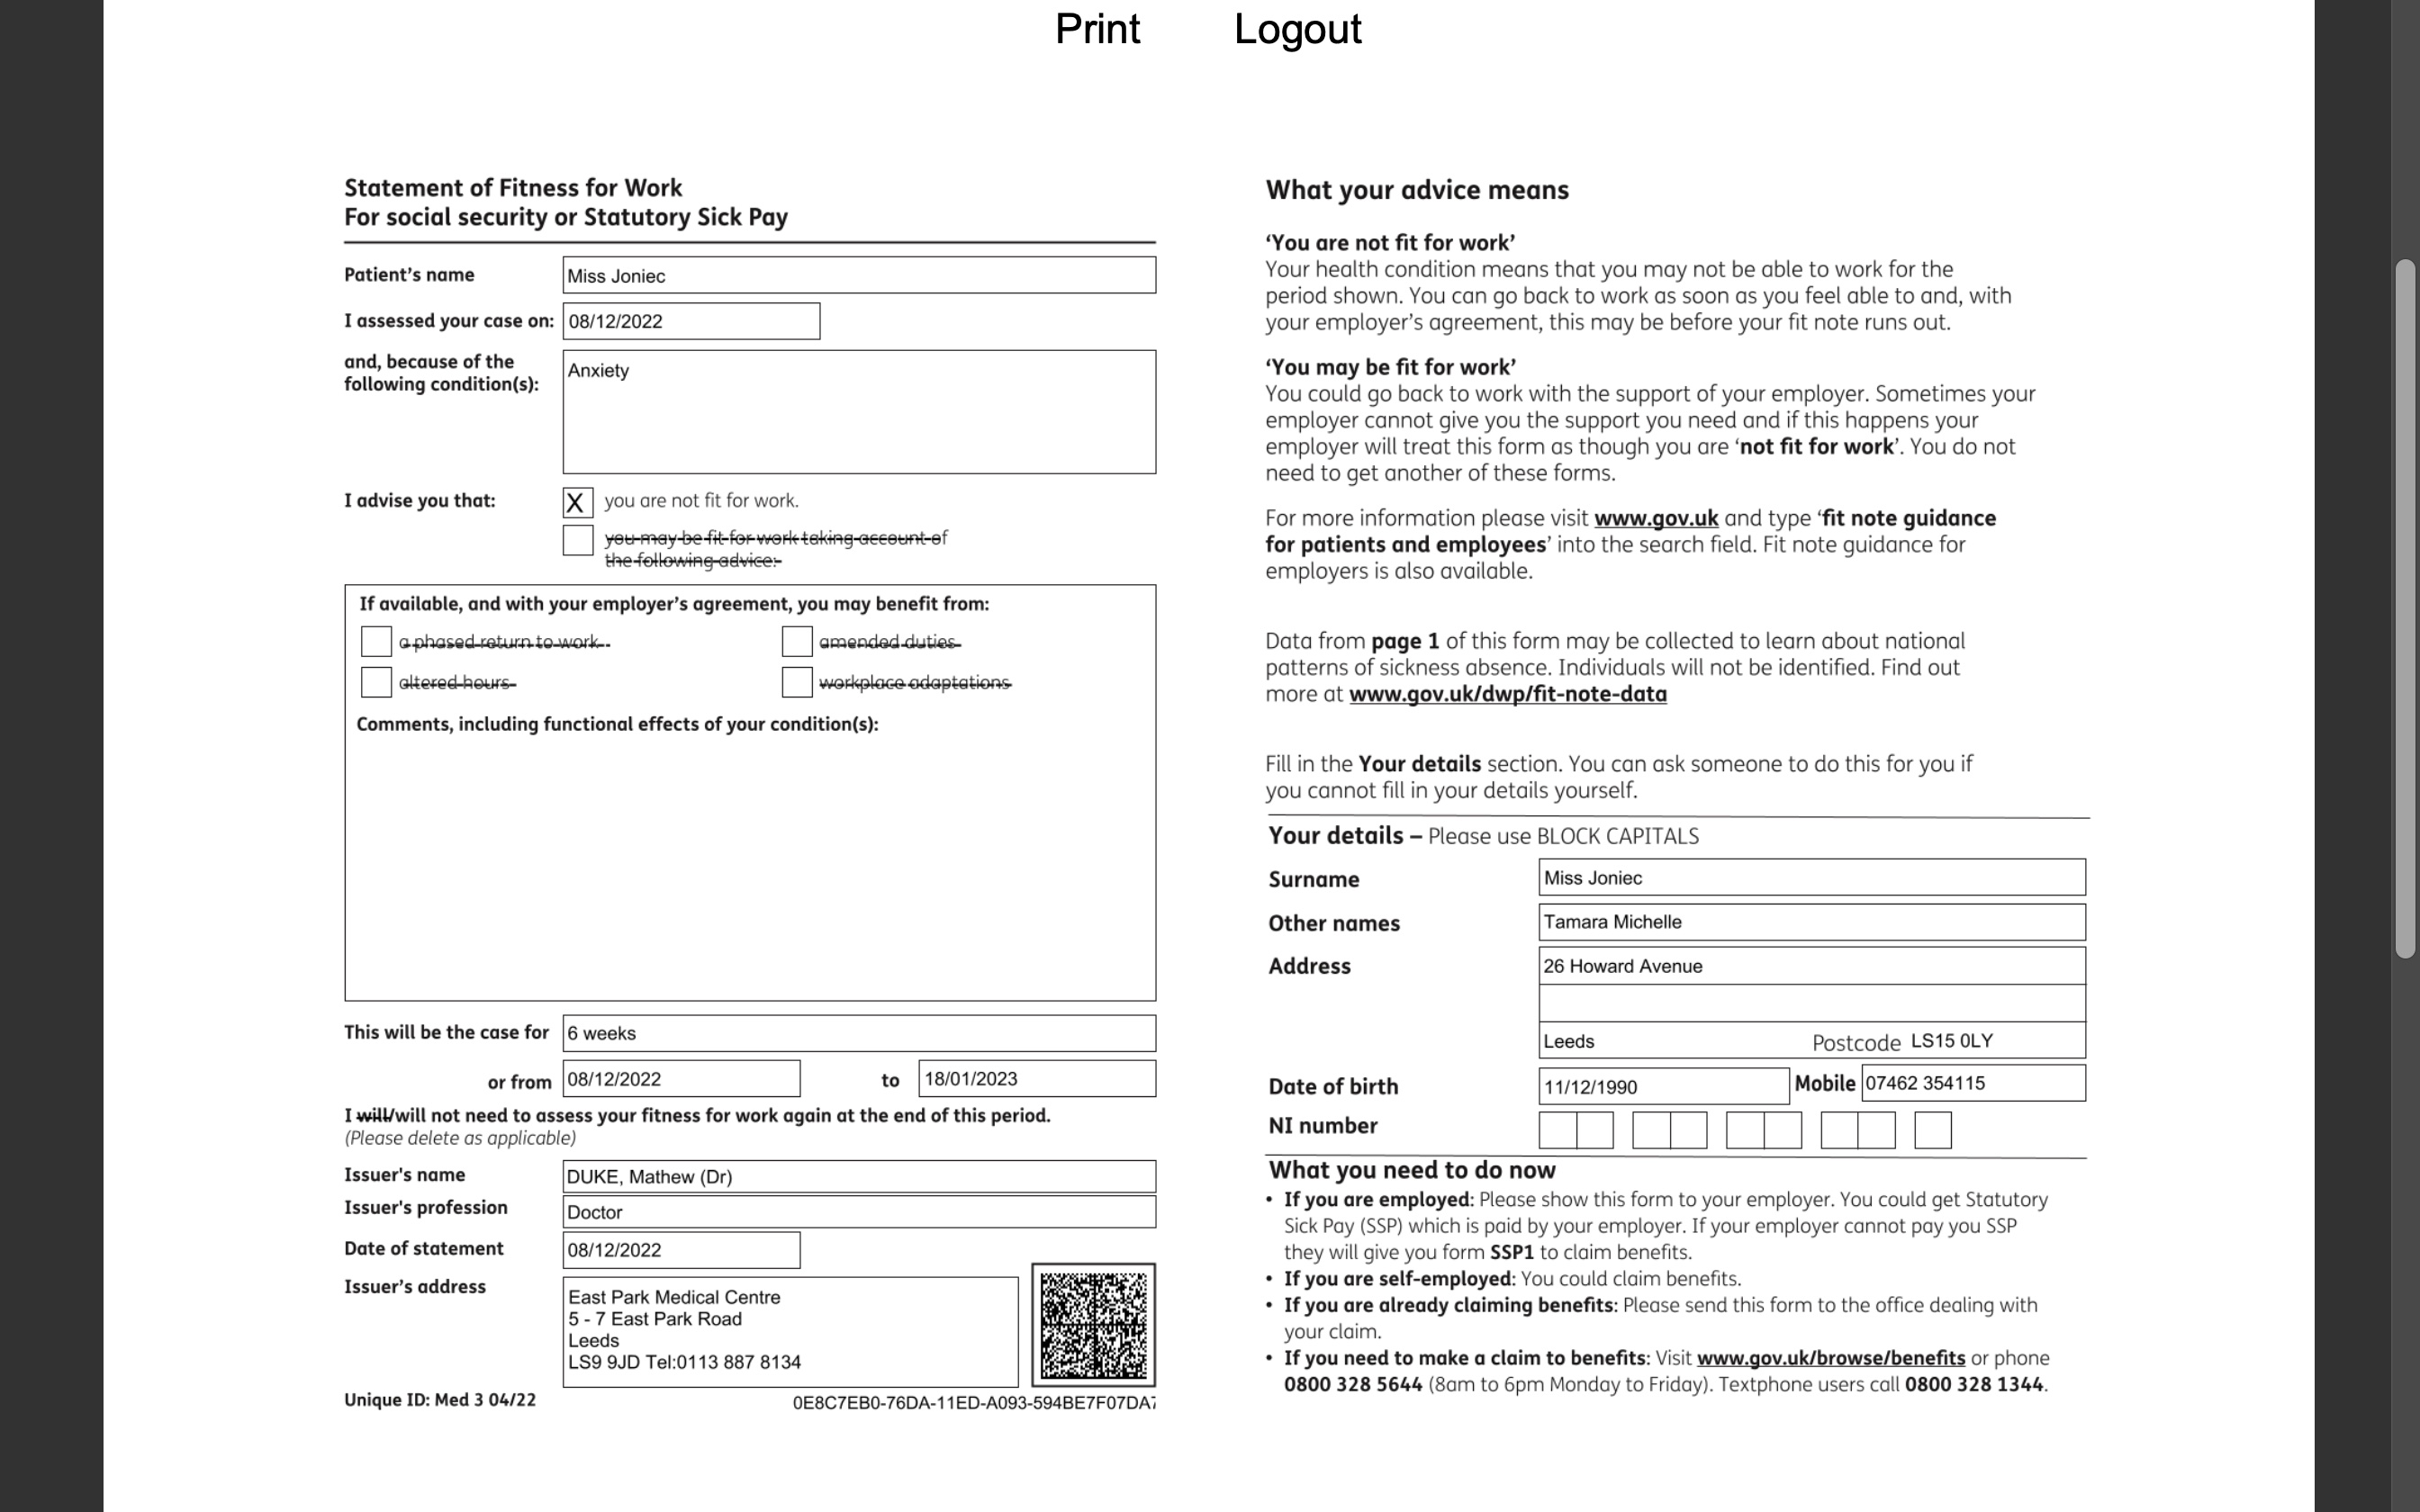 Print Logout
Statement of Fitness for Work
For social security or Statutory Sick Pay
Patient’s name Miss Joniec
I assessed your case on: 08/12/2022
and, because of the
following condition(s): Anxiety
I advise you that: X you are not fit for work.
you may be fit for work taking account of
the following advice:
If available, and with your employer’s agreement, you may benefit from:
a phased return to work amended duties
altered hours workplace adaptations
Comments, including functional effects of your condition(s):
This will be the case for 6 weeks
or from 08/12/2022 to 18/01/2023
I will/will not need to assess your fitness for work again at the end of this period.
(Please delete as applicable)
Issuer's name DUKE, Mathew (Dr)
Issuer's profession Doctor
Date of statement 08/12/2022
Issuer’s address East Park Medical Centre
5 - 7 East Park Road
Leeds
LS9 9JD Tel:0113 887 8134
Unique ID: Med 3 04/22 0E8C7EB0-76DA-11ED-A093-594BE7F07DA7
What your advice means
‘You are not fit for work’
Your health condition means that you may not be able to work for the
period shown. You can go back to work as soon as you feel able to and, with
your employer’s agreement, this may be before your fit note runs out.
‘You may be fit for work’
You could go back to work with the support of your employer. Sometimes your
employer cannot give you the support you need and if this happens your
employer will treat this form as though you are ‘not fit for work’. You do not
need to get another of these forms.
For more information please visit www.gov.uk and type ‘fit note guidance
for patients and employees’ into the search field. Fit note guidance for
employers is also available.
Data from page 1 of this form may be collected to learn about national
patterns of sickness absence. Individuals will not be identified. Find out
more at www.gov.uk/dwp/fit-note-data
Fill in the Your details section. You can ask someone to do this for you if
you cannot fill in your details yourself.
Your details – Please use BLOCK CAPITALS
Surname Miss Joniec
Other names Tamara Michelle
Address 26 Howard Avenue
Leeds Postcode LS15 0LY
Date of birth 11/12/1990 Mobile 07462 354115
NI number
What you need to do now
• If you are employed: Please show this form to your employer. You could get Statutory
Sick Pay (SSP) which is paid by your employer. If your employer cannot pay you SSP
they will give you form SSP1 to claim benefits.
• If you are self-employed: You could claim benefits.
• If you are already claiming benefits: Please send this form to the office dealing with
your claim.
• If you need to make a claim to benefits: Visit www.gov.uk/browse/benefits or phone
0800 328 5644 (8am to 6pm Monday to Friday). Textphone users call 0800 328 1344.